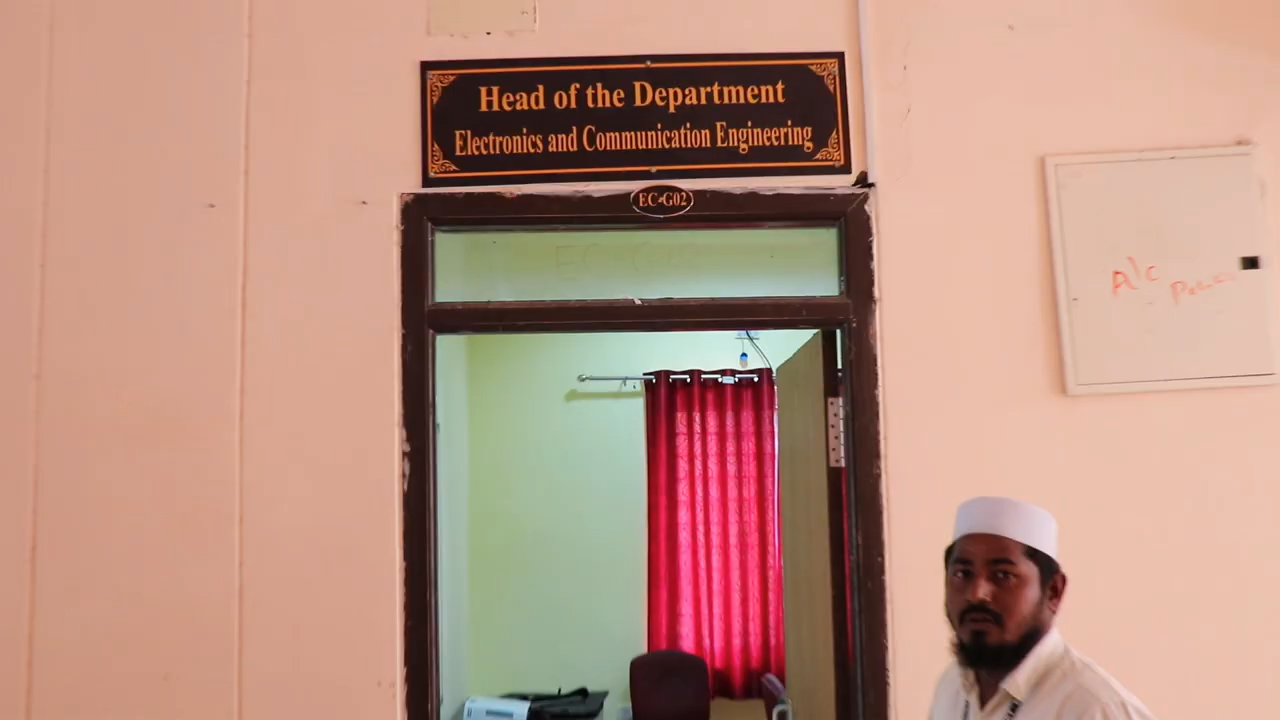 Head of the Department
Electronics and Communication Engineering
EC-G02
A/C